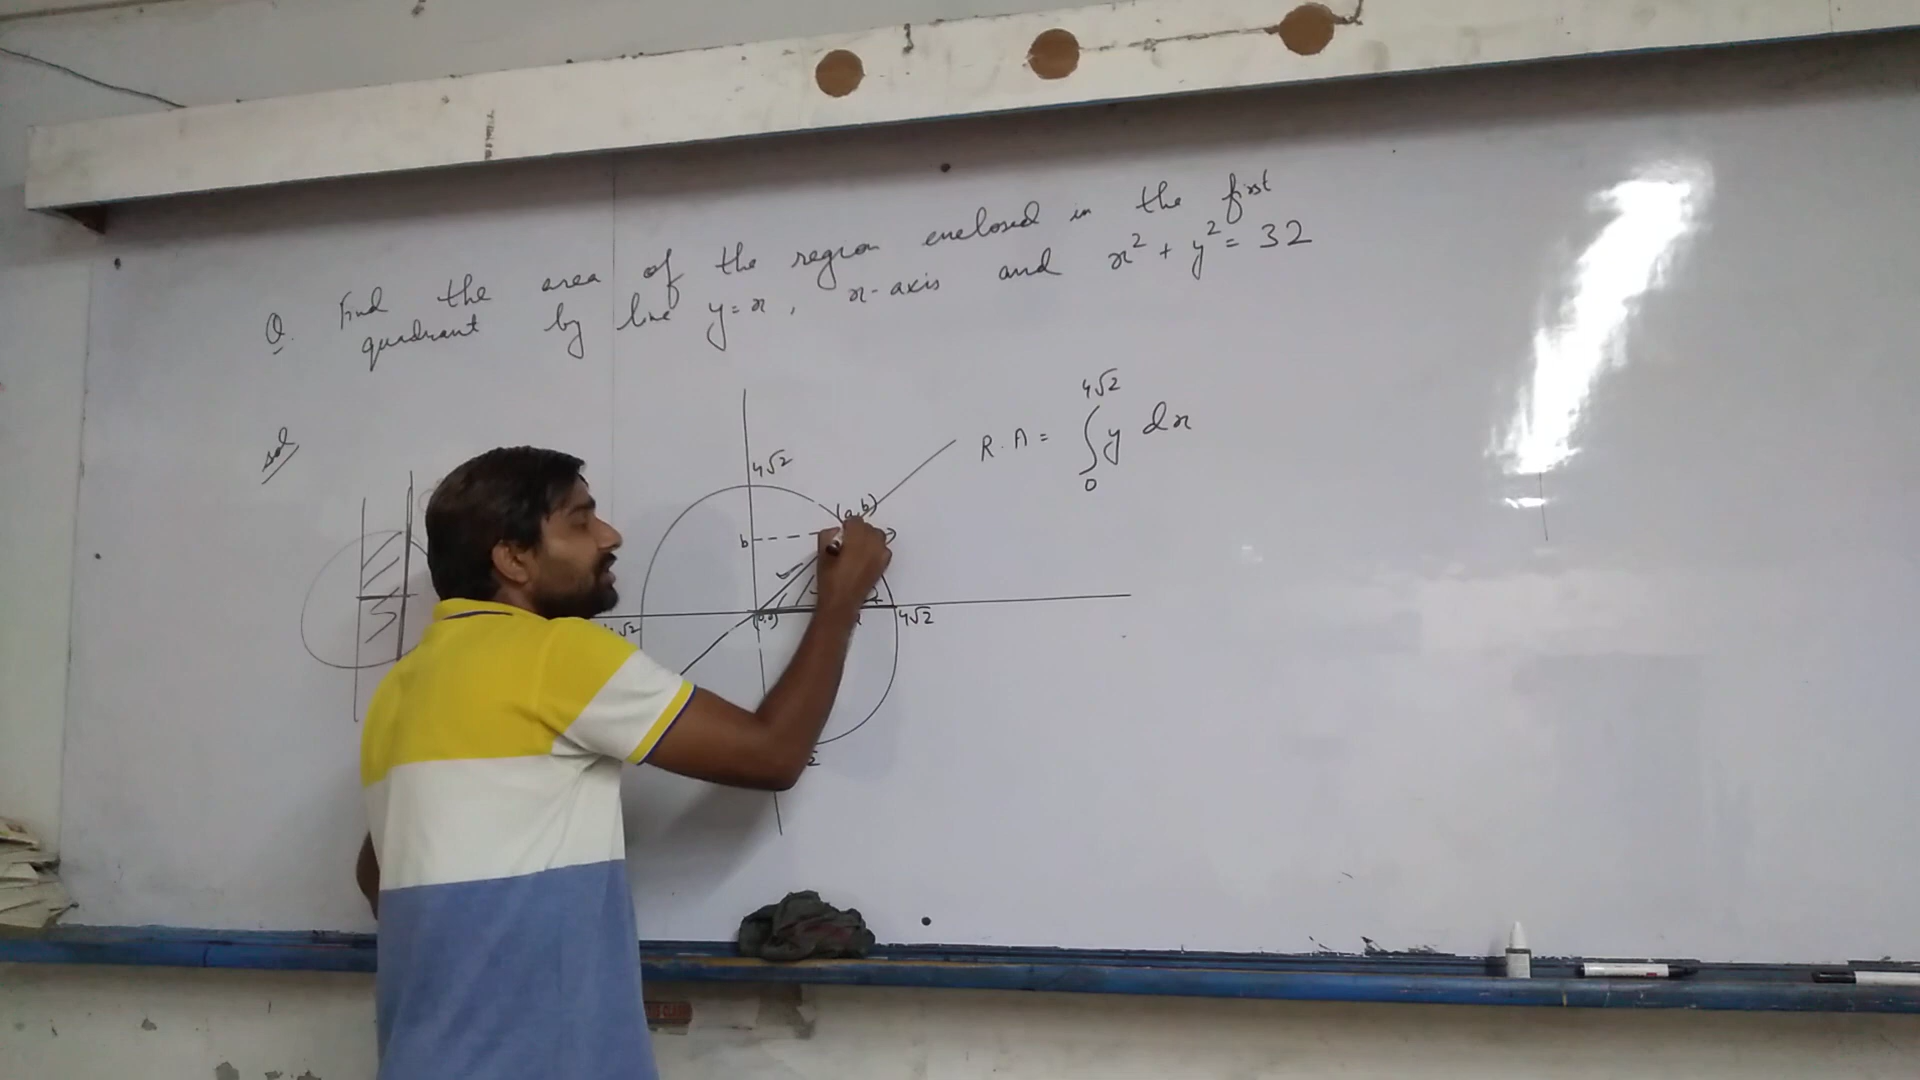 Q. Find the area of the region enclosed in the first
quadrant by line y=x, x-axis and x² + y² = 32
sol
R.A = ∫₀^4√2 y dx
4√2
(a,b)
b
(0,0)
4√2